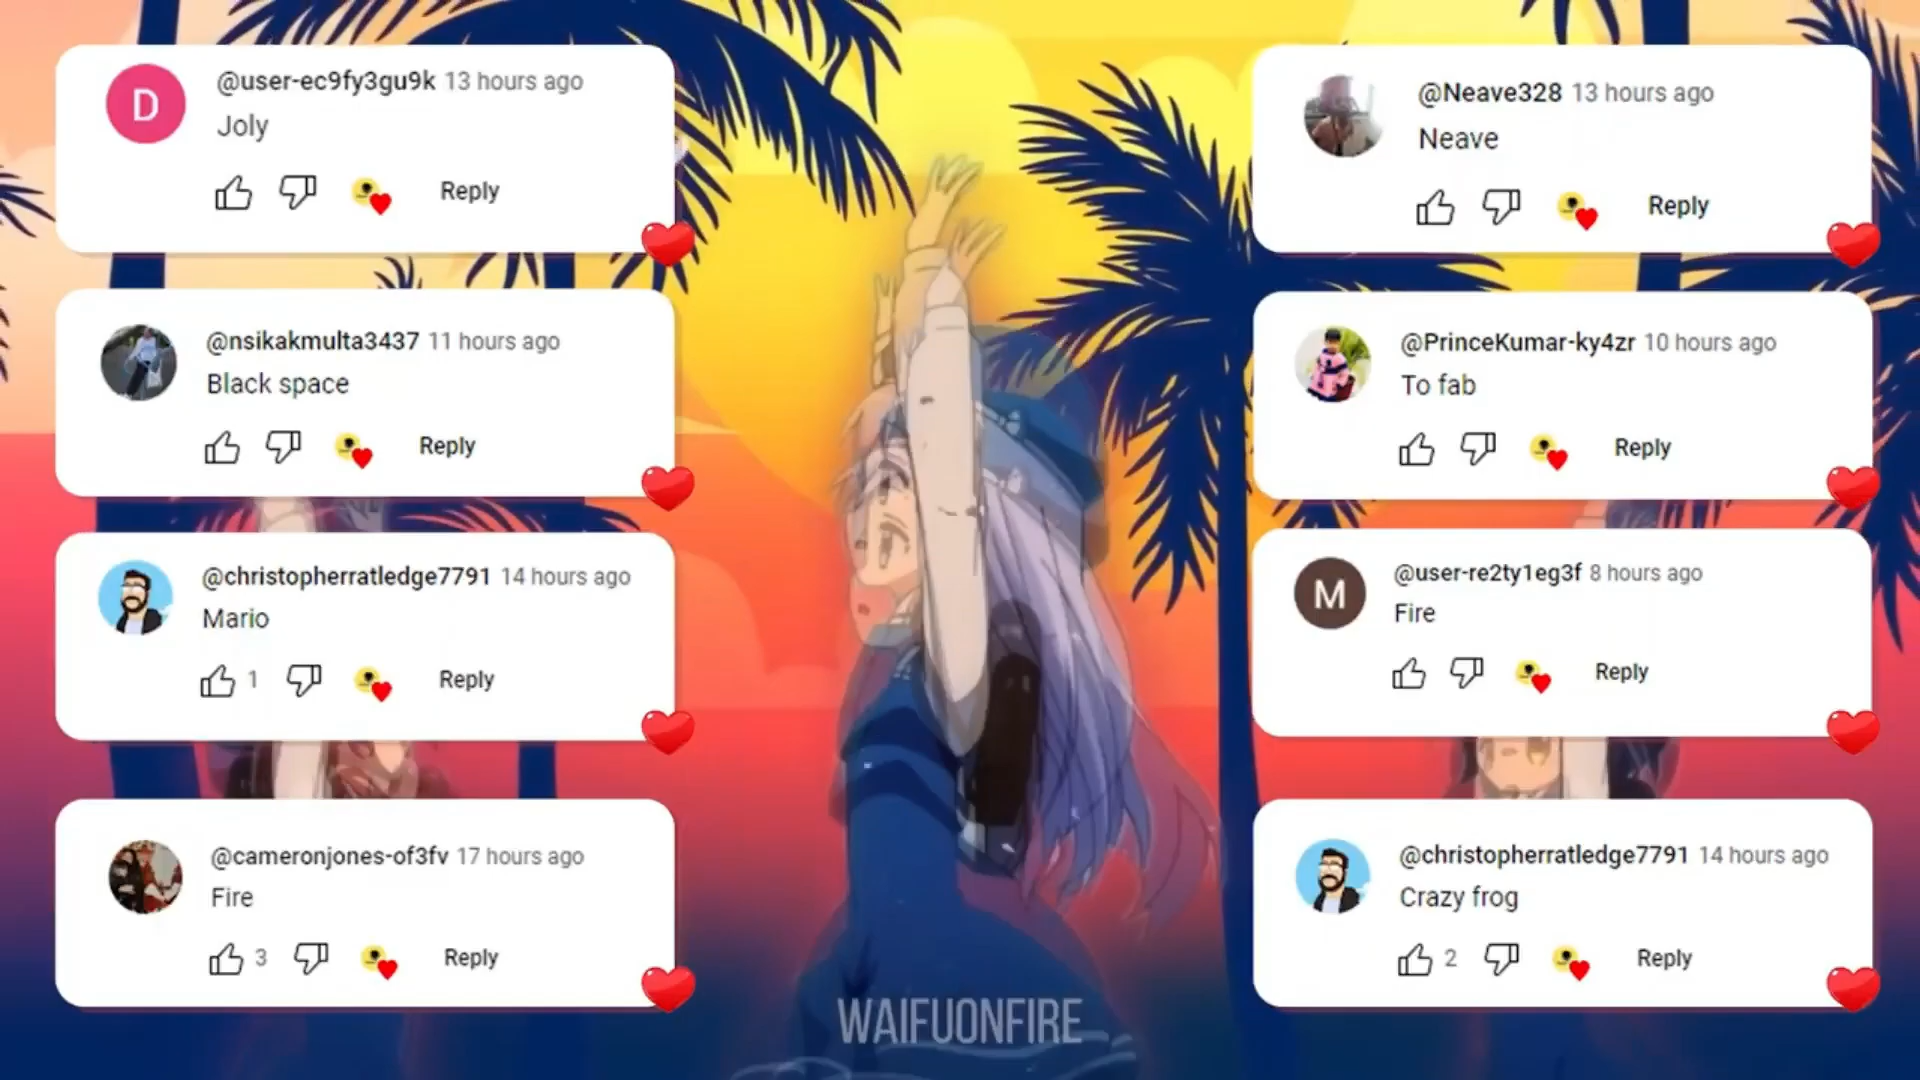 D
@user-ec9fy3gu9k 13 hours ago
Joly
Reply
@nsikakmulta3437 11 hours ago
Black space
Reply
@christopherratledge7791 14 hours ago
Mario
1 Reply
@cameronjones-of3fv 17 hours ago
Fire
3 Reply
@Neave328 13 hours ago
Neave
Reply
@PrinceKumar-ky4zr 10 hours ago
To fab
Reply
M
@user-re2ty1eg3f 8 hours ago
Fire
Reply
@christopherratledge7791 14 hours ago
Crazy frog
2 Reply
WAIFUONFIRE